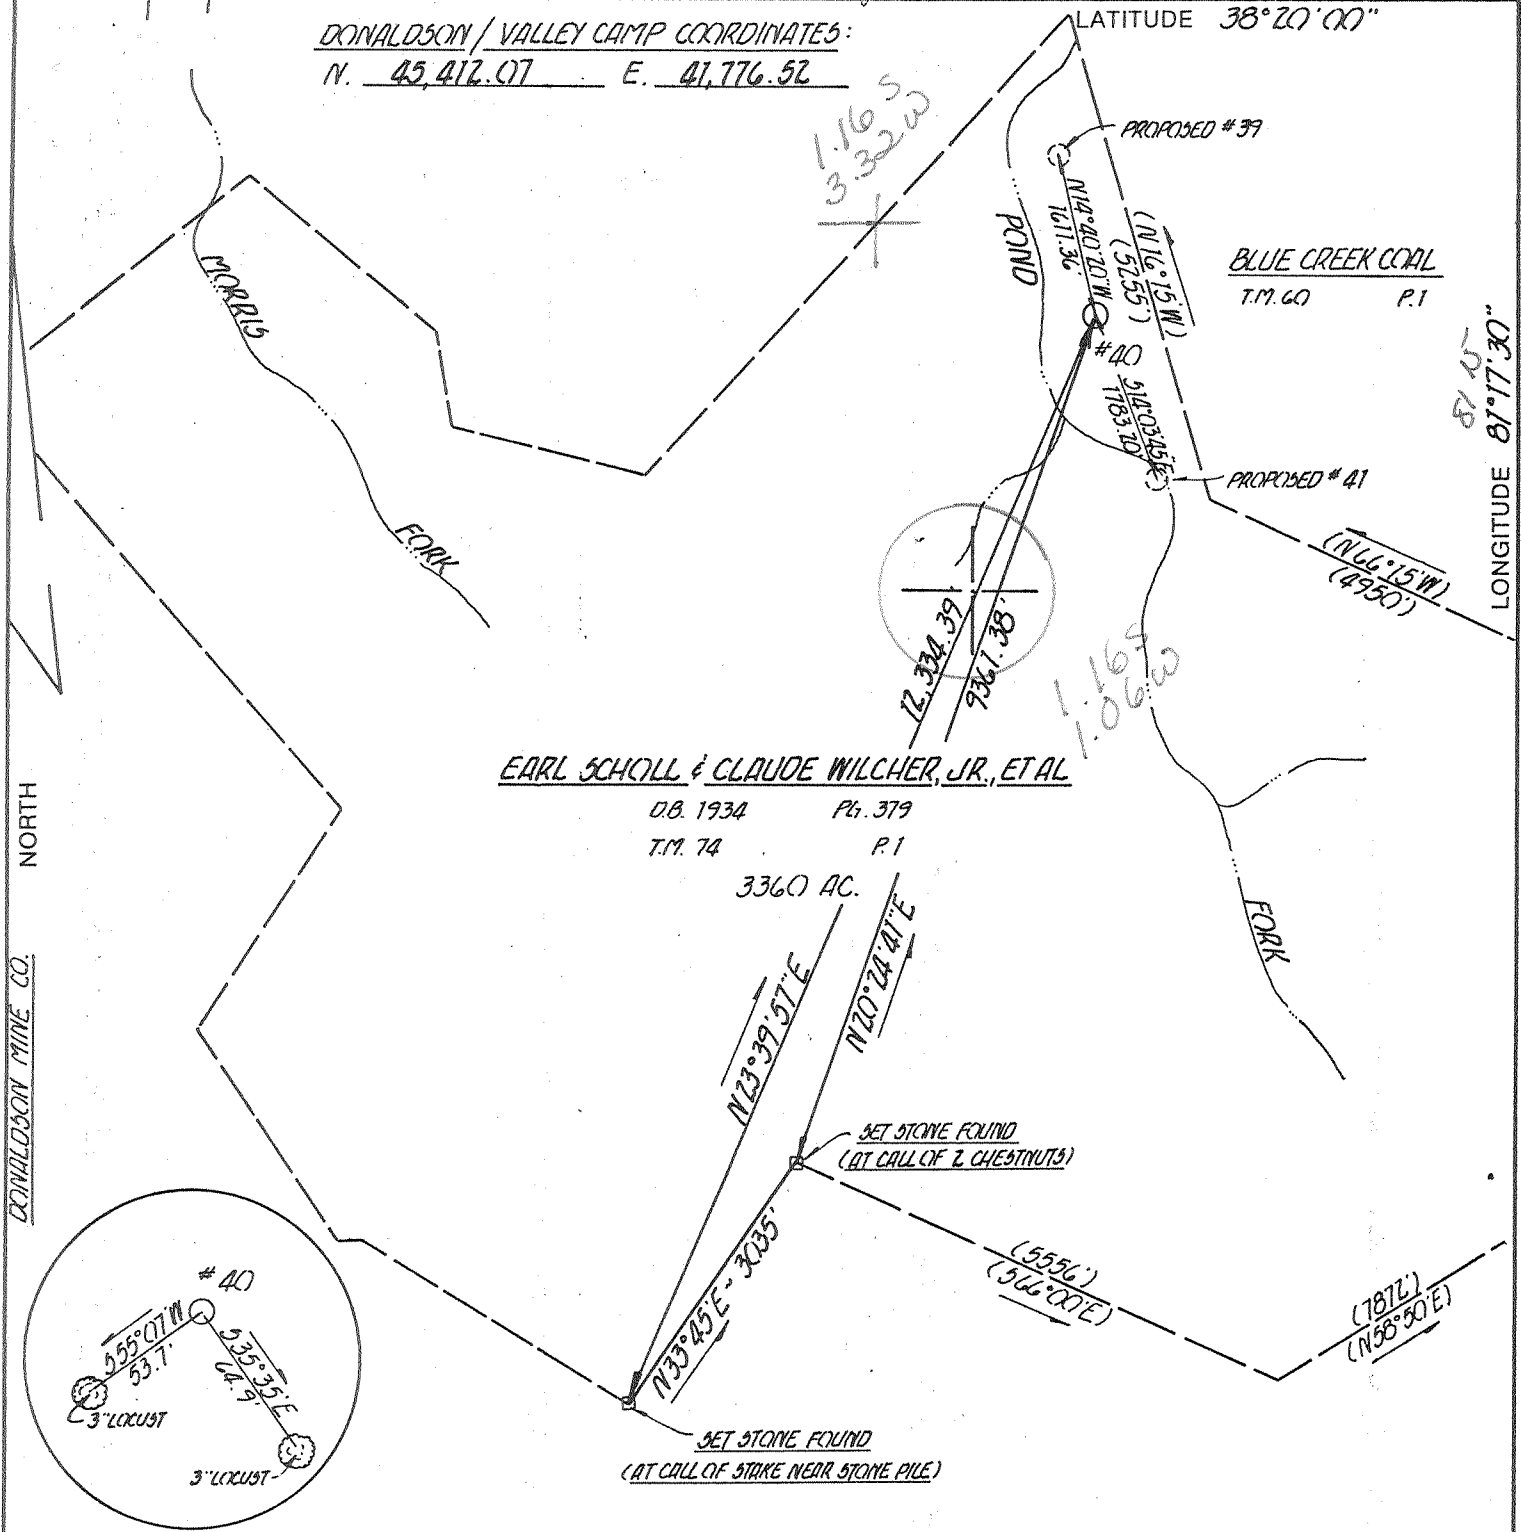 LATITUDE 38°20'00"
DONALDSON / VALLEY CAMP COORDINATES:
N. 45,412.07 E. 41,776.52
1.16 S
3.32 W
PROPOSED #39
N14°40'20"W
1611.36'
(N16°15'W)
(5255')
POND
BLUE CREEK COAL
T.M. 60 P.1
MORRIS
FORK
#40
S14°03'45"E
1783.20'
PROPOSED #41
81 15
LONGITUDE 81°17'30"
(N66°15'W)
(4950')
12,334.39'
9361.38'
1.16 S
1.06 W
EARL SCHOLL & CLAUDE WILCHER, JR., ET AL
D.B. 1934 PG. 379
T.M. 74 P.1
3360 AC.
NORTH
DONALDSON MINE CO.
FORK
N23°39'57"E
N20°24'41"E
SET STONE FOUND
(AT CALL OF 2 CHESTNUTS)
N33°45'E ~ 3035'
(5556')
(S66°00'E)
(7872')
(N58°50'E)
#40
S55°07'W
53.7'
S35°35'E
64.9'
3" LOCUST
3" LOCUST
SET STONE FOUND
(AT CALL OF STAKE NEAR STONE PILE)